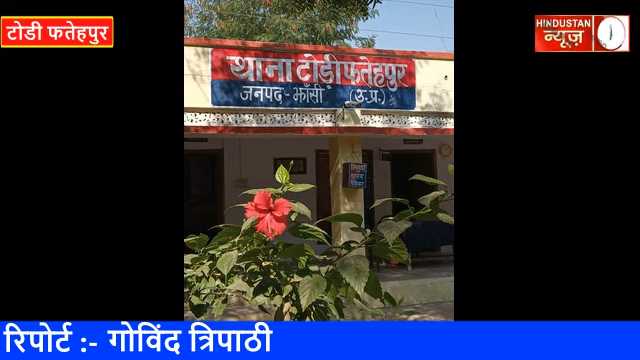 टोडी फतेहपुर
HINDUSTAN
न्यूज़
थाना टोड़ीफतेहपुर
जनपद-झाँसी (उ.प्र.)
रिपोर्ट :- गोविंद त्रिपाठी